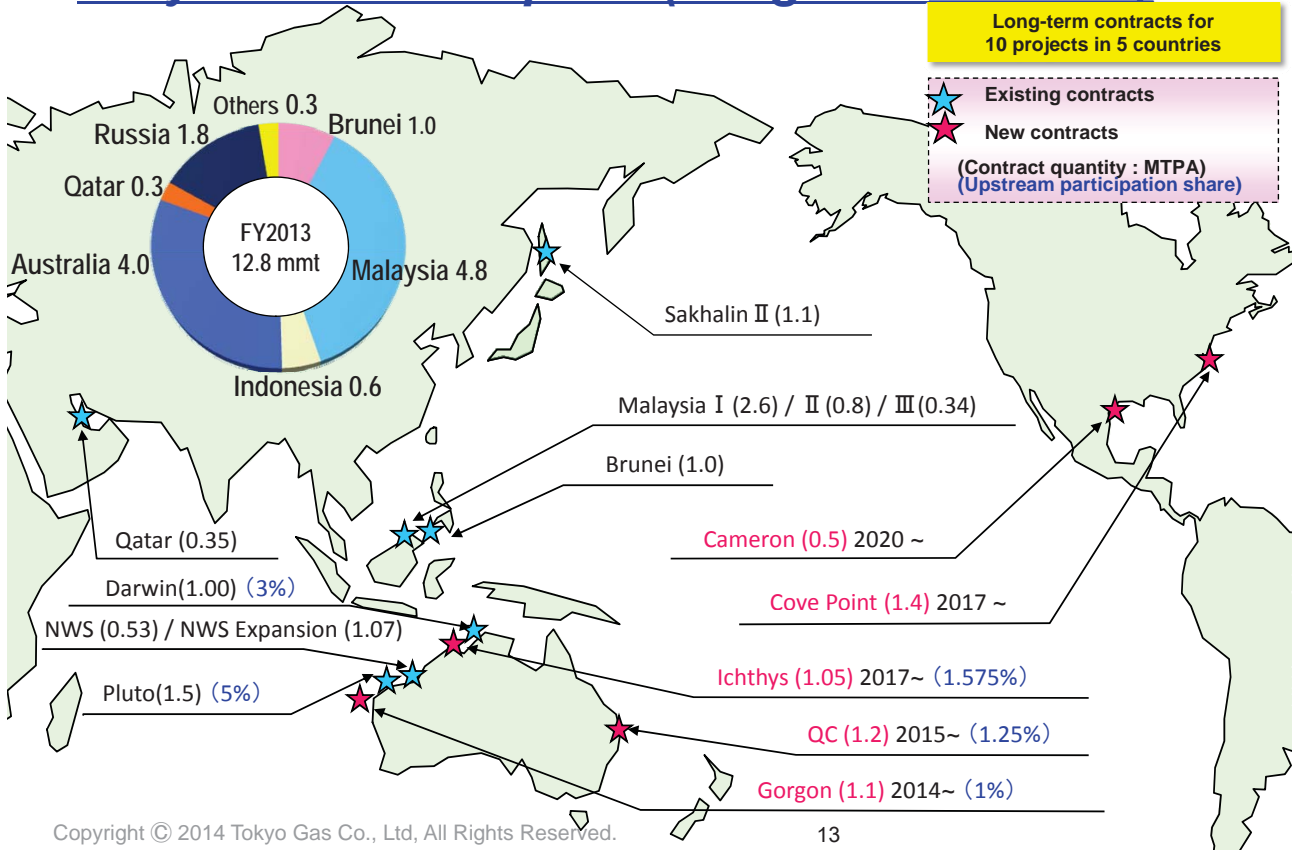 Long-term contracts for
10 projects in 5 countries
Existing contracts
New contracts
(Contract quantity : MTPA)
(Upstream participation share)
Others 0.3
Brunei 1.0
Russia 1.8
Qatar 0.3
FY2013
12.8 mmt
Australia 4.0
Malaysia 4.8
Indonesia 0.6
Sakhalin Ⅱ (1.1)
Malaysia Ⅰ (2.6) / Ⅱ (0.8) / Ⅲ (0.34)
Brunei (1.0)
Qatar (0.35)
Cameron (0.5) 2020 ~
Darwin(1.00) (3%)
Cove Point (1.4) 2017 ~
NWS (0.53) / NWS Expansion (1.07)
Ichthys (1.05) 2017~ (1.575%)
Pluto(1.5) (5%)
QC (1.2) 2015~ (1.25%)
Gorgon (1.1) 2014~ (1%)
Copyright © 2014 Tokyo Gas Co., Ltd, All Rights Reserved.
13